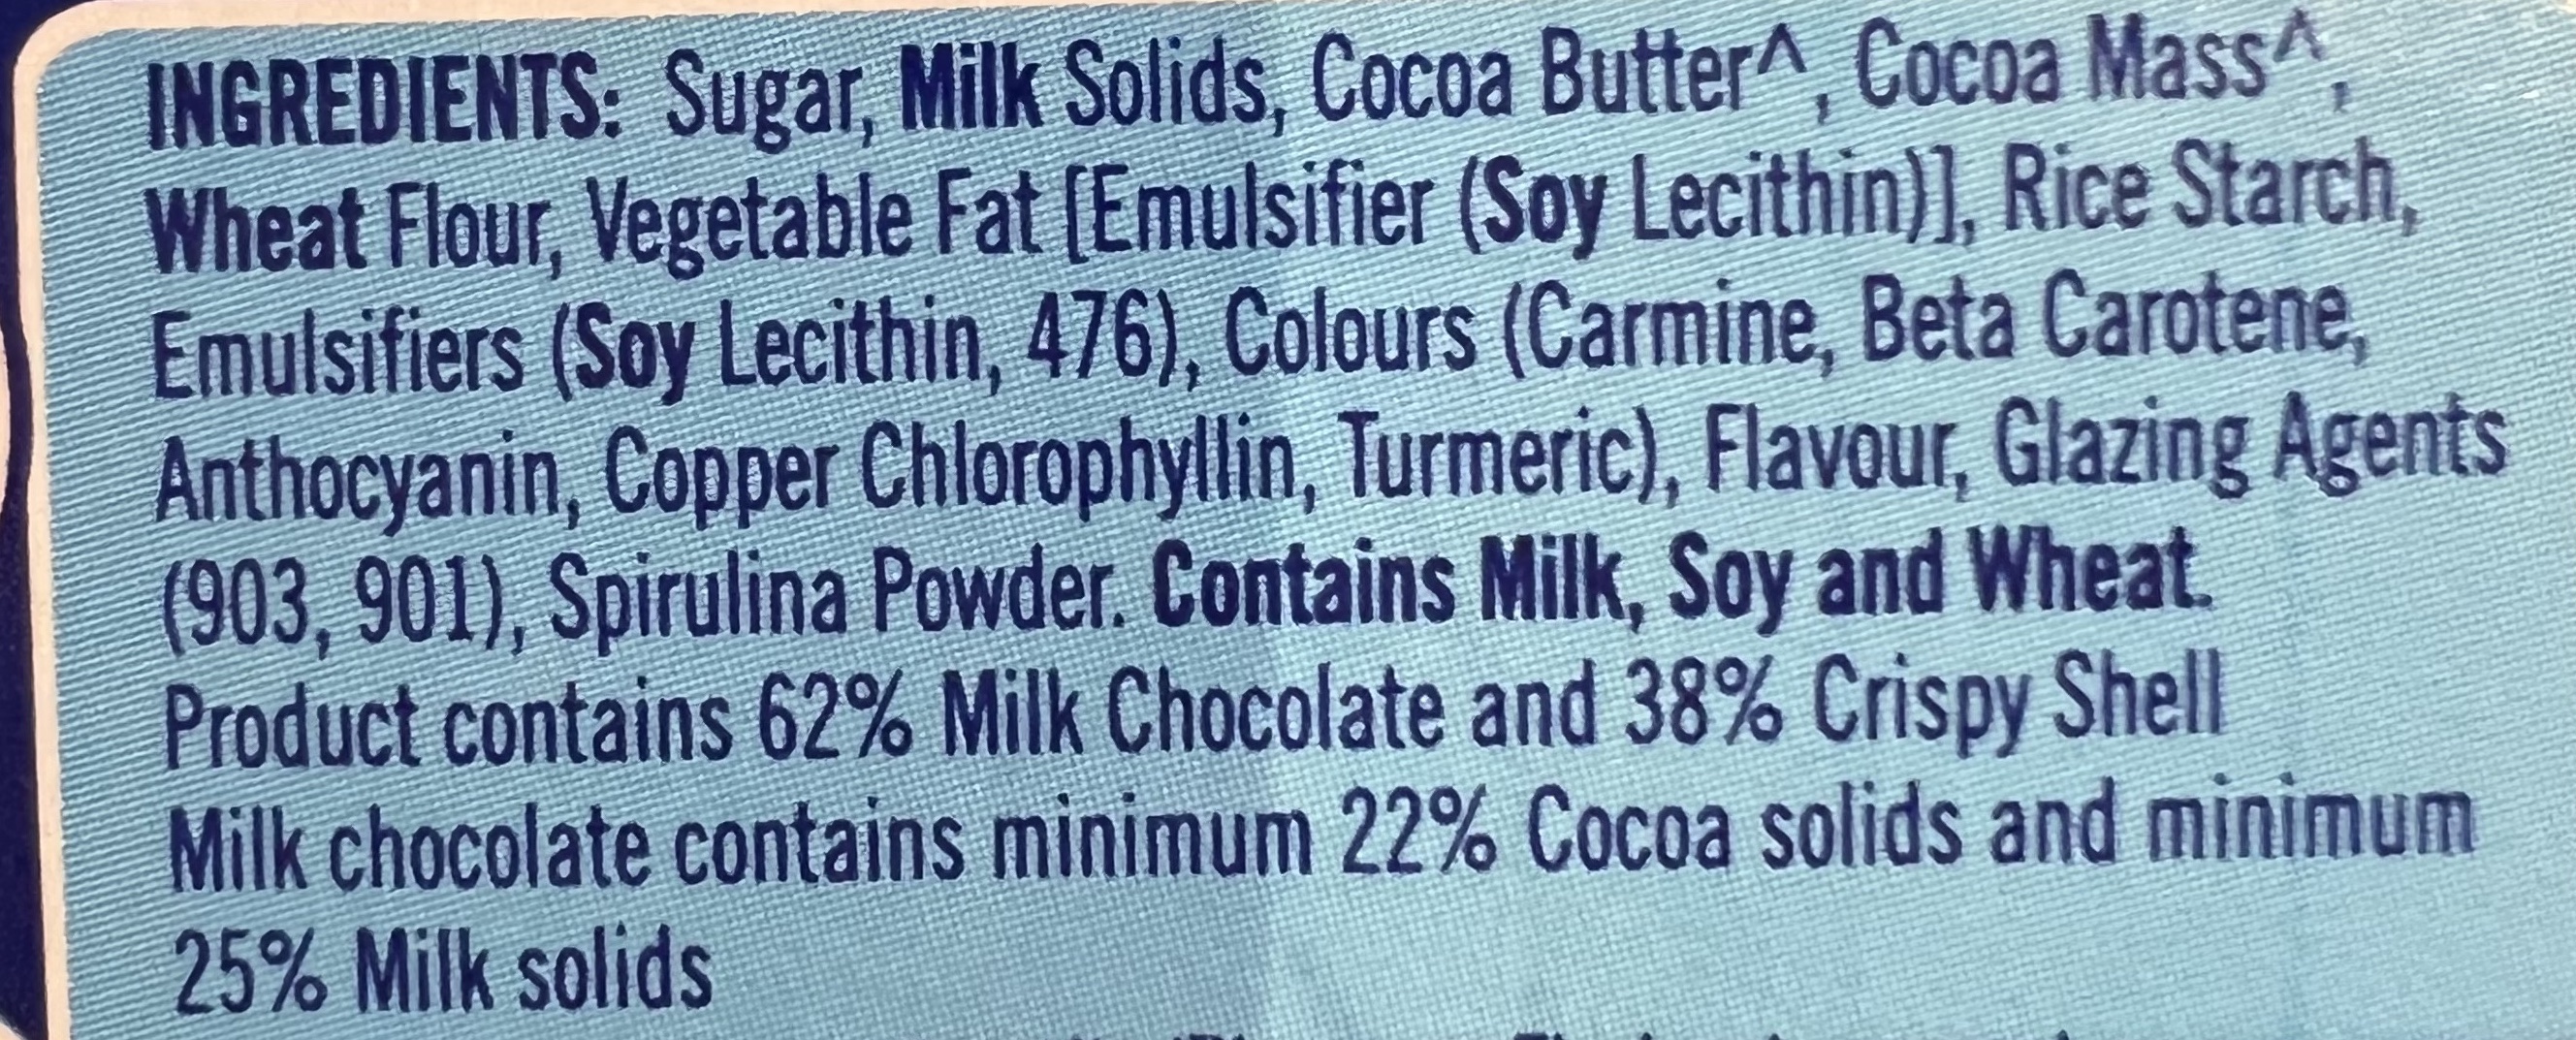 INGREDIENTS: Sugar, Milk Solids, Cocoa Butter^, Cocoa Mass^,
Wheat Flour, Vegetable Fat [Emulsifier (Soy Lecithin)], Rice Starch,
Emulsifiers (Soy Lecithin, 476), Colours (Carmine, Beta Carotene,
Anthocyanin, Copper Chlorophyllin, Turmeric), Flavour, Glazing Agents
(903, 901), Spirulina Powder. Contains Milk, Soy and Wheat.
Product contains 62% Milk Chocolate and 38% Crispy Shell
Milk chocolate contains minimum 22% Cocoa solids and minimum
25% Milk solids